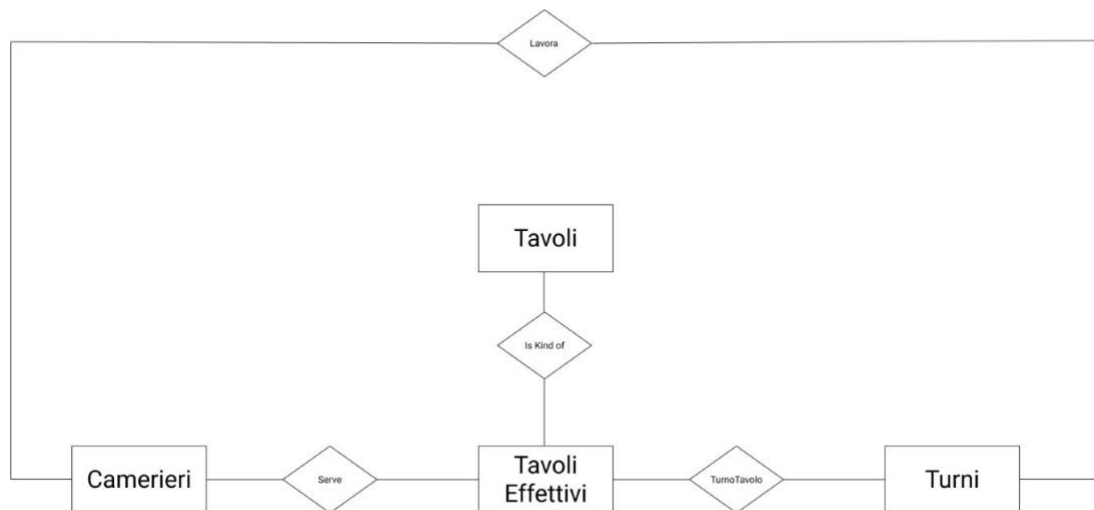 Lavora
Tavoli
Is Kind of
Camerieri
Serve
Tavoli
Effettivi
TurnoTavolo
Turni